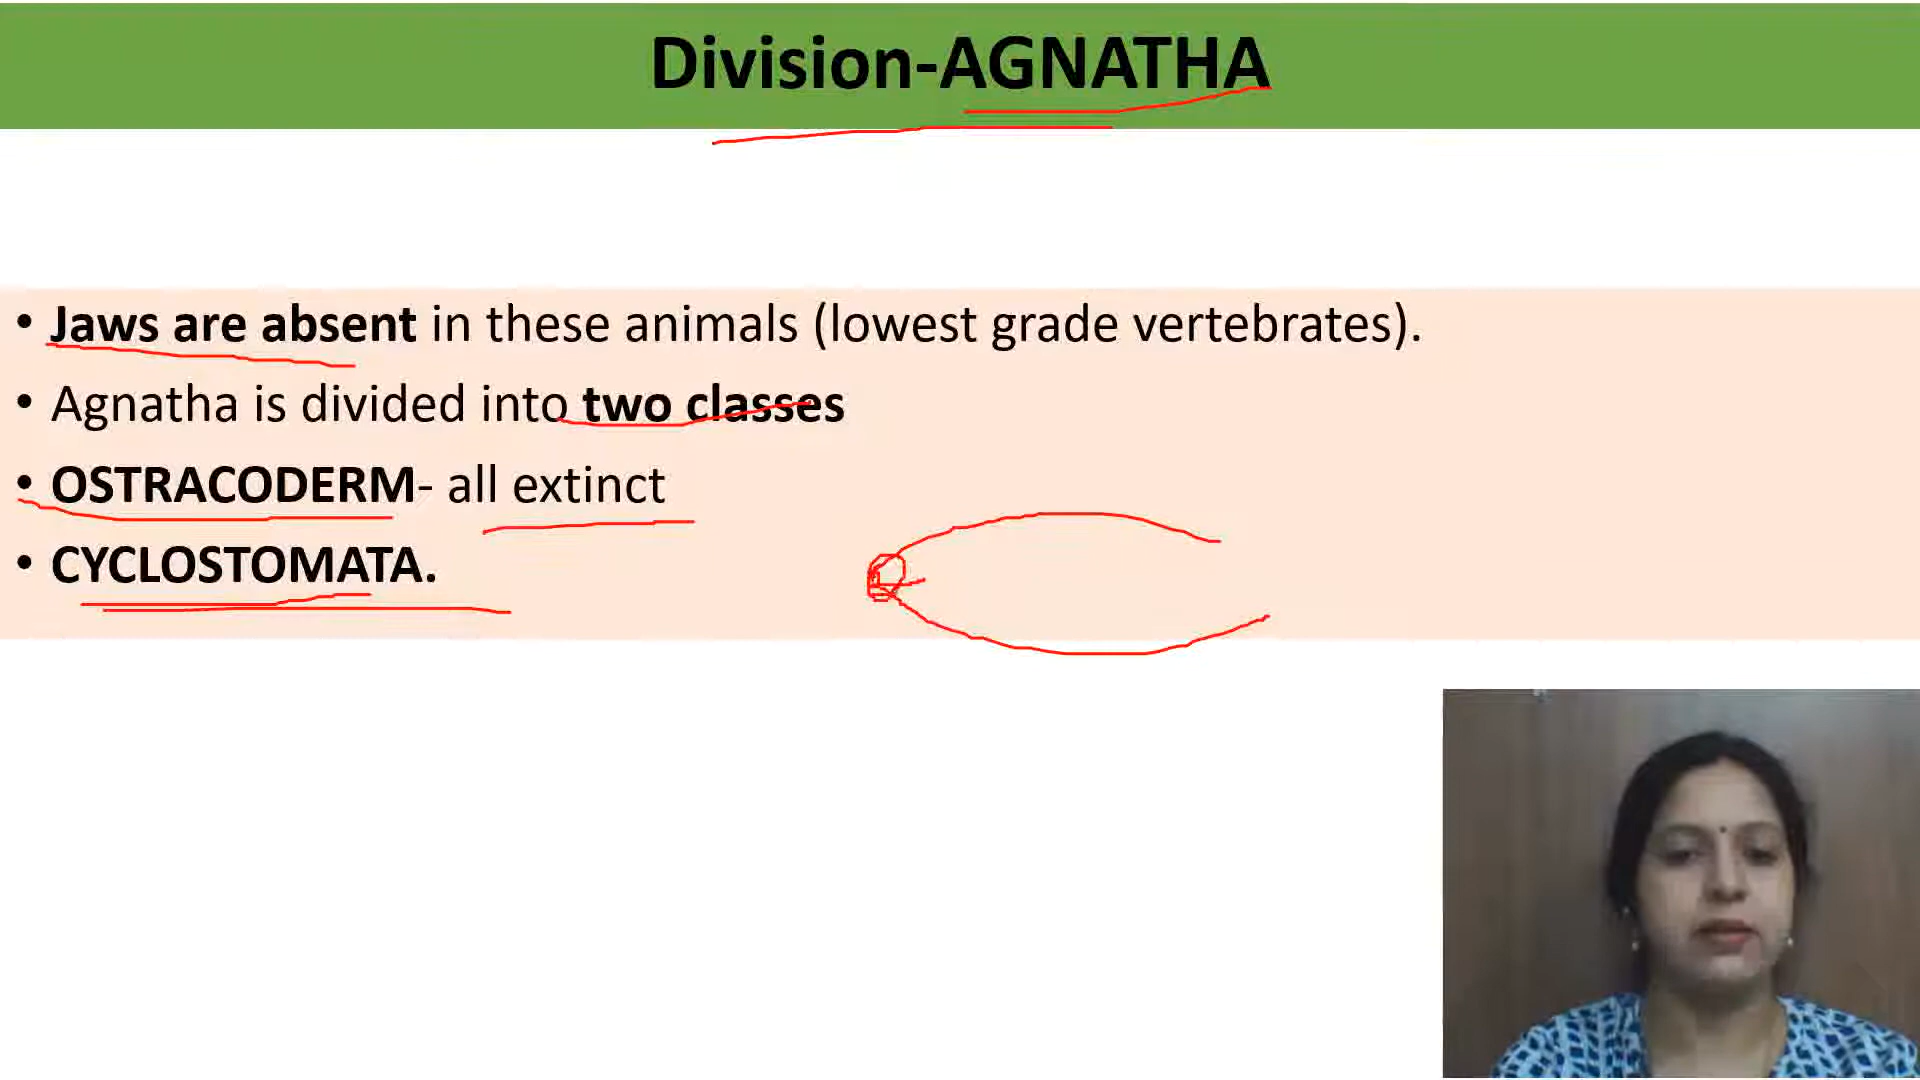 Division-AGNATHA
• Jaws are absent in these animals (lowest grade vertebrates).
• Agnatha is divided into two classes
• OSTRACODERM- all extinct
• CYCLOSTOMATA.